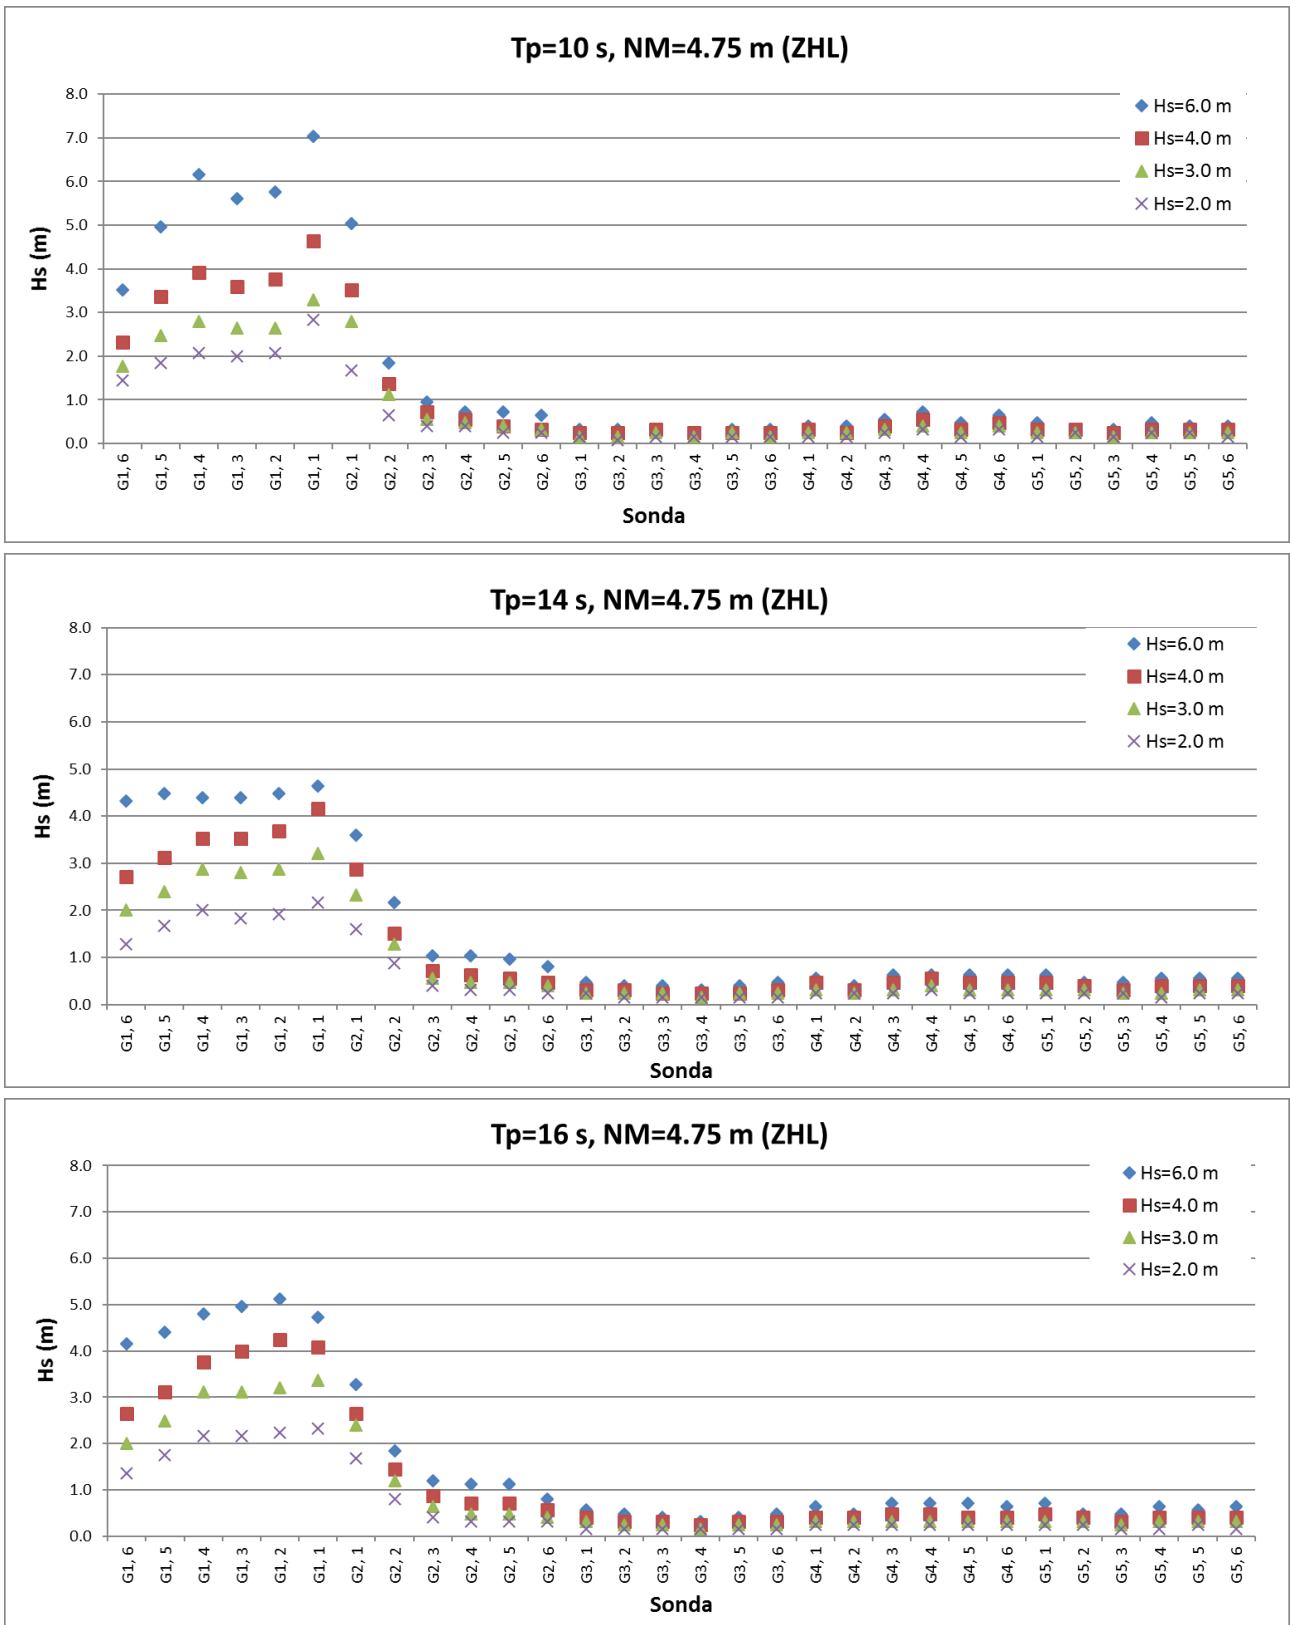 Tp=10 s, NM=4.75 m (ZHL)
8.0
7.0
6.0
5.0
4.0
3.0
2.0
1.0
0.0
Hs (m)
Hs=6.0 m
Hs=4.0 m
Hs=3.0 m
Hs=2.0 m
G1, 6
G1, 5
G1, 4
G1, 3
G1, 2
G1, 1
G2, 1
G2, 2
G2, 3
G2, 4
G2, 5
G2, 6
G3, 1
G3, 2
G3, 3
G3, 4
G3, 5
G3, 6
G4, 1
G4, 2
G4, 3
G4, 4
G4, 5
G4, 6
G5, 1
G5, 2
G5, 3
G5, 4
G5, 5
G5, 6
Sonda
Tp=14 s, NM=4.75 m (ZHL)
8.0
7.0
6.0
5.0
4.0
3.0
2.0
1.0
0.0
Hs (m)
Hs=6.0 m
Hs=4.0 m
Hs=3.0 m
Hs=2.0 m
G1, 6
G1, 5
G1, 4
G1, 3
G1, 2
G1, 1
G2, 1
G2, 2
G2, 3
G2, 4
G2, 5
G2, 6
G3, 1
G3, 2
G3, 3
G3, 4
G3, 5
G3, 6
G4, 1
G4, 2
G4, 3
G4, 4
G4, 5
G4, 6
G5, 1
G5, 2
G5, 3
G5, 4
G5, 5
G5, 6
Sonda
Tp=16 s, NM=4.75 m (ZHL)
8.0
7.0
6.0
5.0
4.0
3.0
2.0
1.0
0.0
Hs (m)
Hs=6.0 m
Hs=4.0 m
Hs=3.0 m
Hs=2.0 m
G1, 6
G1, 5
G1, 4
G1, 3
G1, 2
G1, 1
G2, 1
G2, 2
G2, 3
G2, 4
G2, 5
G2, 6
G3, 1
G3, 2
G3, 3
G3, 4
G3, 5
G3, 6
G4, 1
G4, 2
G4, 3
G4, 4
G4, 5
G4, 6
G5, 1
G5, 2
G5, 3
G5, 4
G5, 5
G5, 6
Sonda